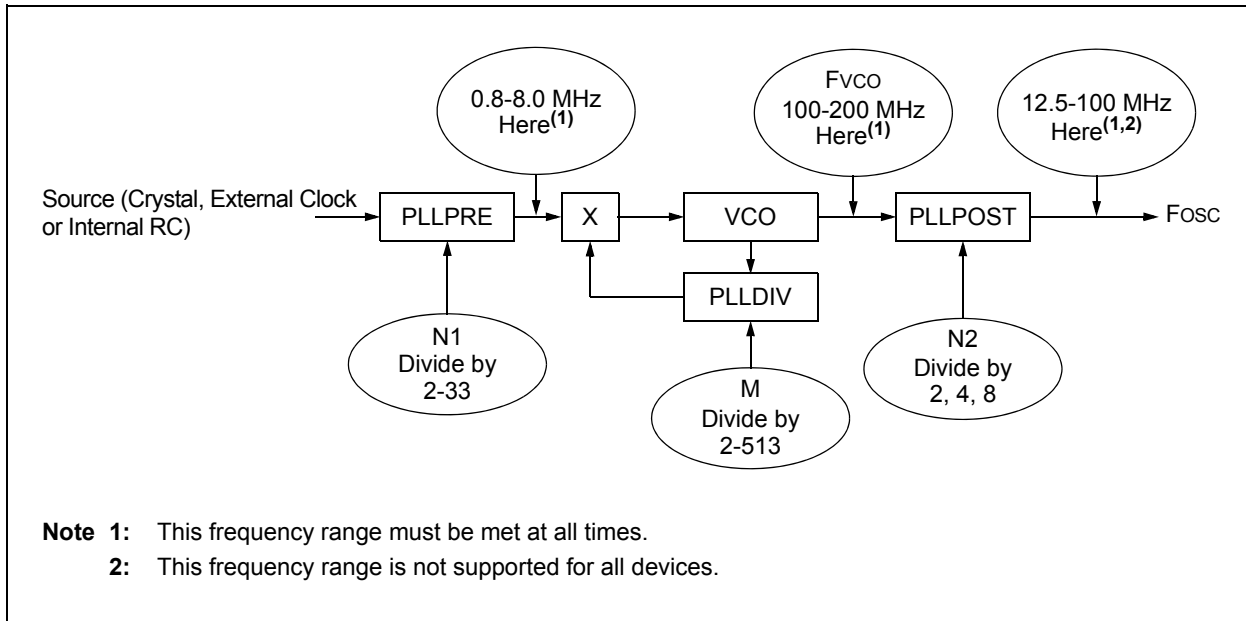 0.8-8.0 MHz
Here(1)
FVCO
100-200 MHz
Here(1)
12.5-100 MHz
Here(1,2)
Source (Crystal, External Clock
or Internal RC)
PLLPRE
X
VCO
PLLPOST
FOSC
PLLDIV
N1
Divide by
2-33
M
Divide by
2-513
N2
Divide by
2, 4, 8
Note 1: This frequency range must be met at all times.
2: This frequency range is not supported for all devices.